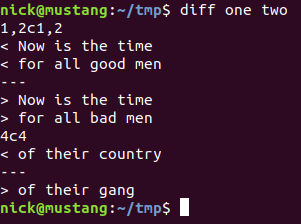 nick@mustang:~/tmp$ diff one two
1,2c1,2
< Now is the time
< for all good men
---
> Now is the time
> for all bad men
4c4
< of their country
---
> of their gang
nick@mustang:~/tmp$